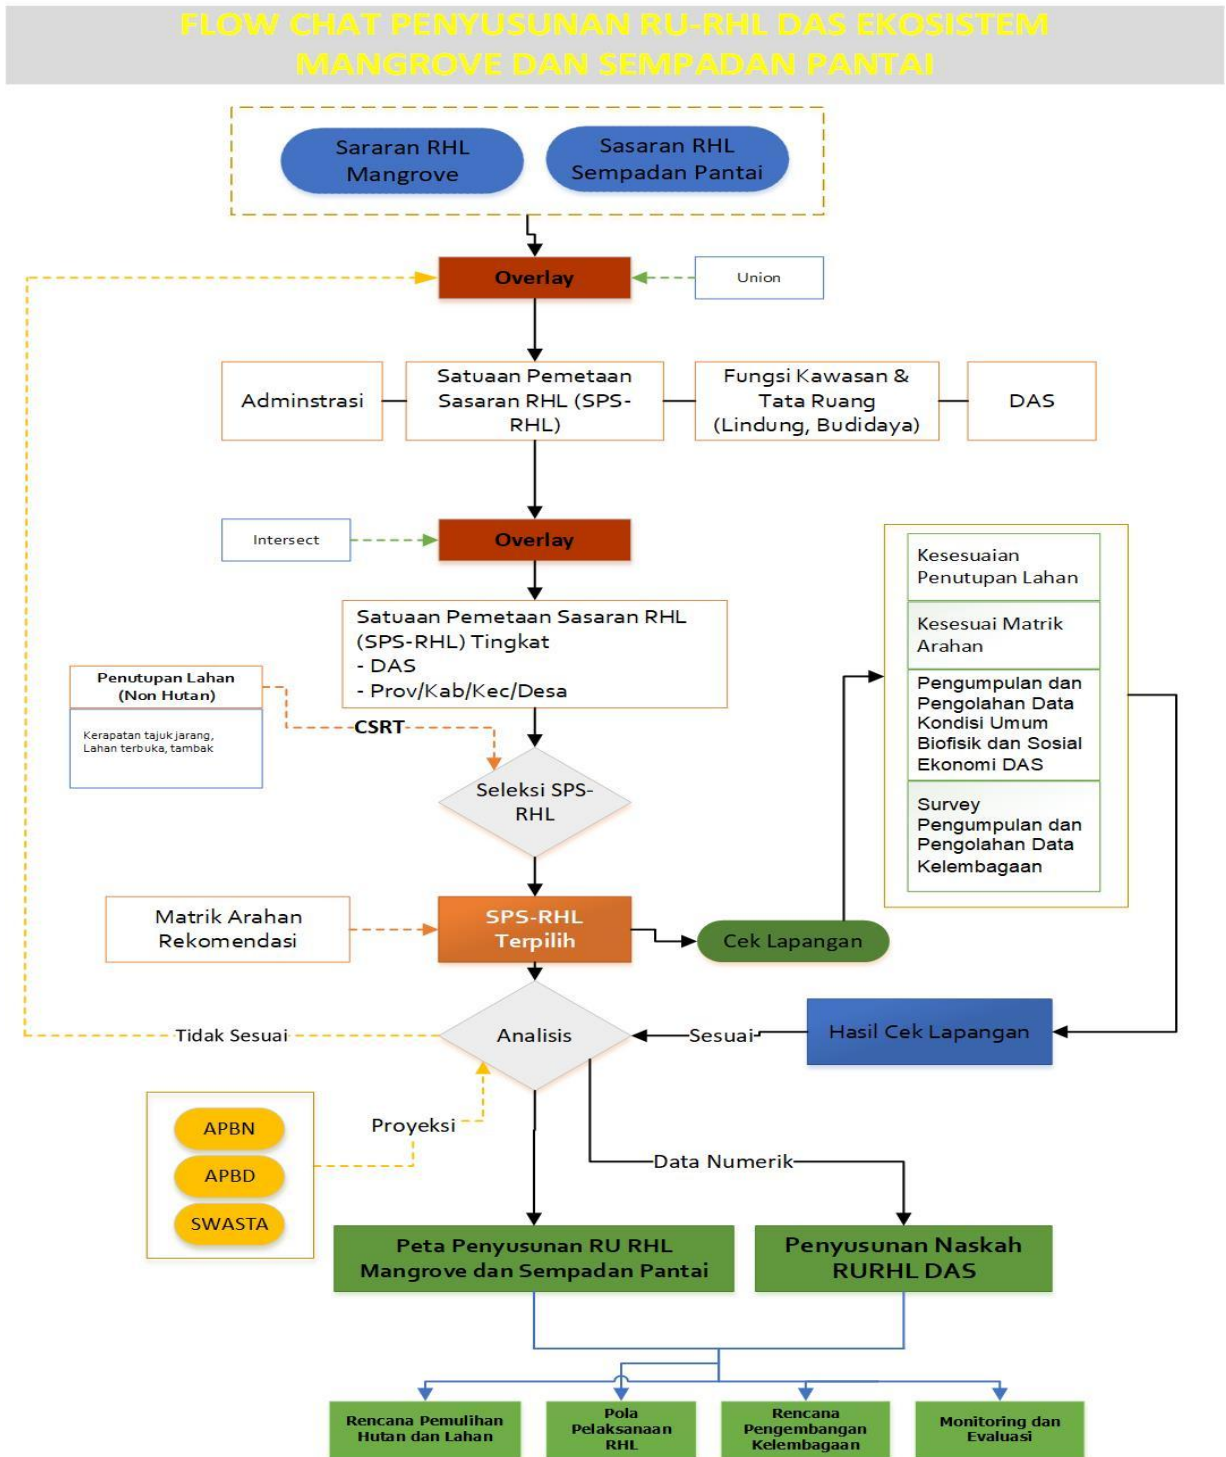 FLOW CHAT PENYUSUNAN RU-RHL DAS EKOSISTEM
MANGROVE DAN SEMPADAN PANTAI
Sararan RHL
Mangrove
Sasaran RHL
Sempadan Pantai
Overlay
Union
Adminstrasi
Satuaan Pemetaan
Sasaran RHL (SPS-
RHL)
Fungsi Kawasan &
Tata Ruang
(Lindung, Budidaya)
DAS
Intersect
Overlay
Satuaan Pemetaan Sasaran RHL
(SPS-RHL) Tingkat
- DAS
- Prov/Kab/Kec/Desa
Kesesuaian
Penutupan Lahan
Kesesuai Matrik
Arahan
Pengumpulan dan
Pengolahan Data
Kondisi Umum
Biofisik dan Sosial
Ekonomi DAS
Survey
Pengumpulan dan
Pengolahan Data
Kelembagaan
Penutupan Lahan
(Non Hutan)
Kerapatan tajuk jarang,
Lahan terbuka, tambak
CSRT
Seleksi SPS-
RHL
Matrik Arahan
Rekomendasi
SPS-RHL
Terpilih
Cek Lapangan
Tidak Sesuai
Analisis
Sesuai
Hasil Cek Lapangan
APBN
APBD
SWASTA
Proyeksi
Data Numerik
Peta Penyusunan RU RHL
Mangrove dan Sempadan Pantai
Penyusunan Naskah
RURHL DAS
Rencana Pemulihan
Hutan dan Lahan
Pola
Pelaksanaan
RHL
Rencana
Pengembangan
Kelembagaan
Monitoring dan
Evaluasi